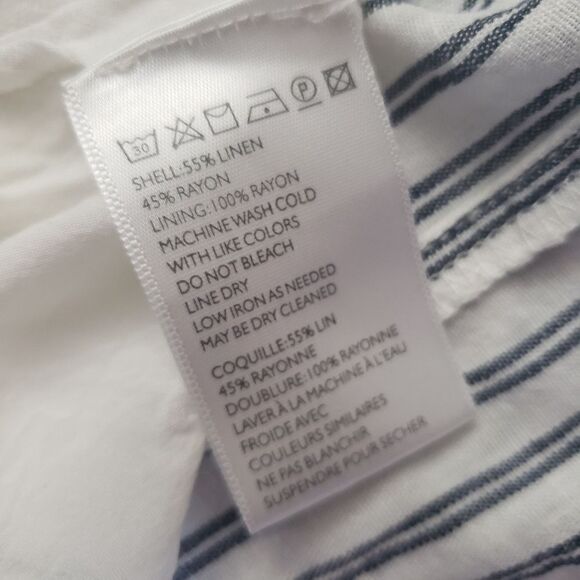 30 P
SHELL:55% LINEN
45% RAYON
LINING:100% RAYON
MACHINE WASH COLD
WITH LIKE COLORS
DO NOT BLEACH
LINE DRY
LOW IRON AS NEEDED
MAY BE DRY CLEANED
COQUILLE:55% LIN
45% RAYONNE
DOUBLURE:100% RAYONNE
LAVER À LA MACHINE À L'EAU
FROIDE AVEC
COULEURS SIMILAIRES
NE PAS BLANCHIR
SUSPENDRE POUR SECHER